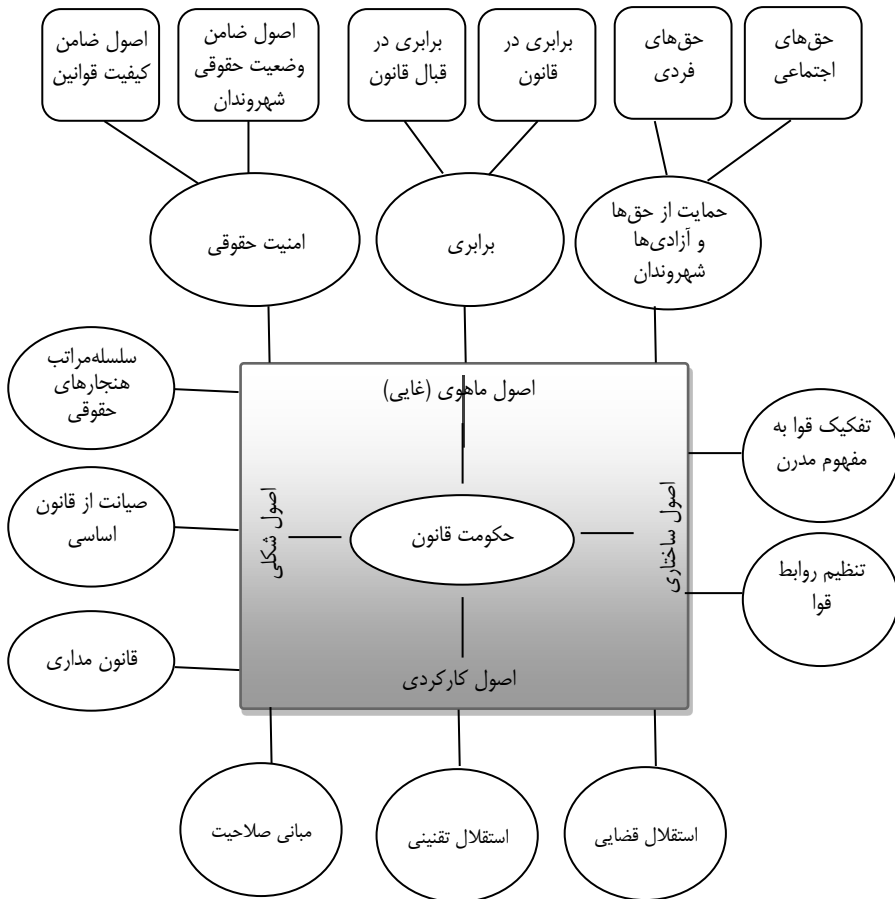 حق‌های
اجتماعی
حق‌های
فردی
برابری در
قانون
برابری در
قبال قانون
اصول ضامن
وضعیت حقوقی
شهروندان
اصول ضامن
کیفیت قوانین
حمایت از حق‌ها
و آزادی‌ها
شهروندان
برابری
امنیت حقوقی
اصول ماهوی (غایی)
تفکیک قوا به
مفهوم مدرن
تنظیم روابط
قوا
اصول ساختاری
حکومت قانون
اصول شکلی
سلسله‌مراتب
هنجارهای
حقوقی
صیانت از قانون
اساسی
قانون مداری
اصول کارکردی
استقلال قضایی
استقلال تقنینی
مبانی صلاحیت